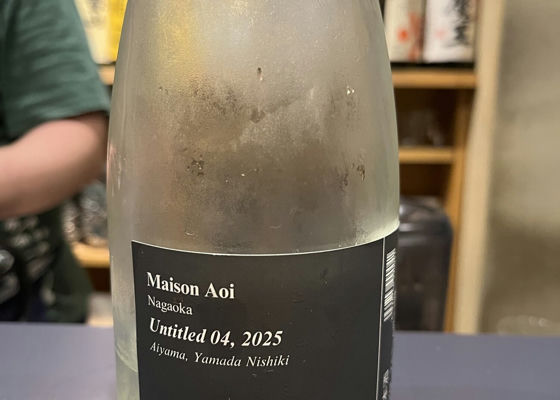 Maison Aoi
Nagaoka
Untitled 04, 2025
Aiyama, Yamada Nishiki